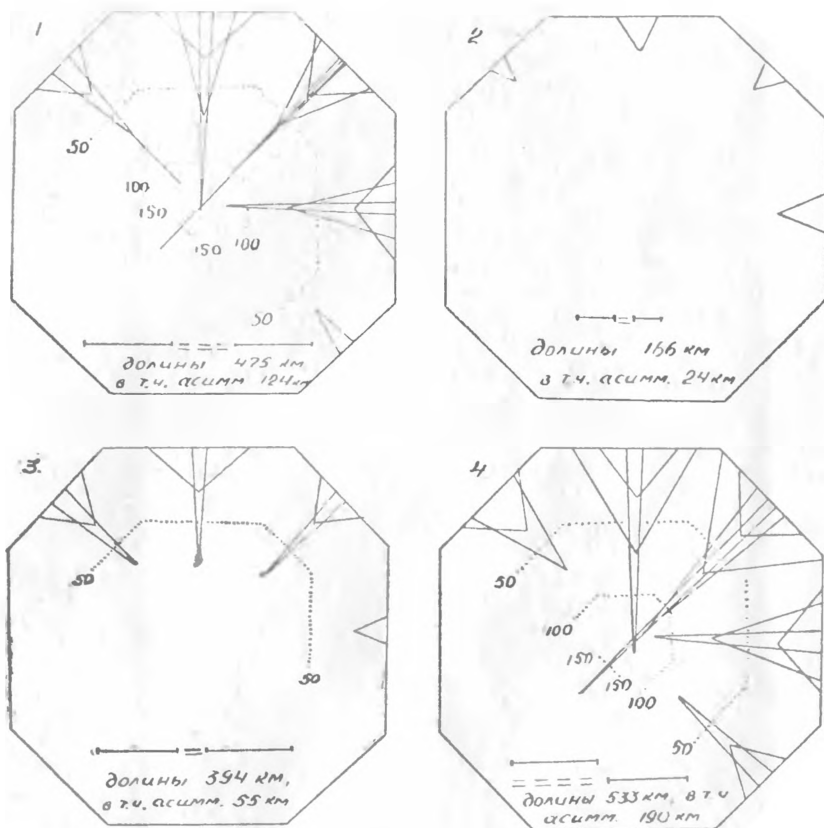 1
50
100
150
150 100
50
долины 475 км
в т.ч. асимм 124 км
2
долины 166 км
в т.ч. асимм. 24 км
3.
50
50
долины 394 км,
в т.ч. асимм. 55 км
4
50
100
150
150
100
50
долины 533 км, в т.ч
асимм. 190 км